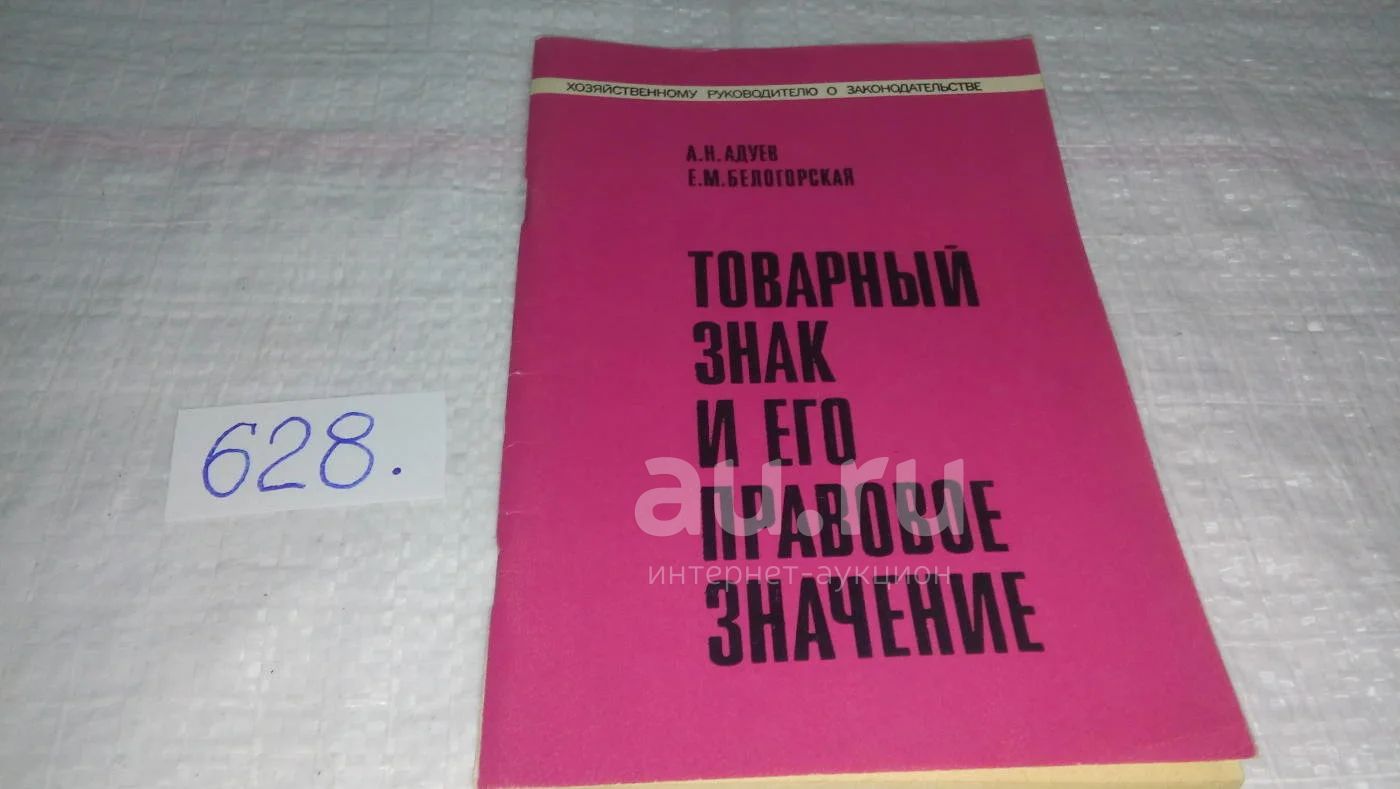 ХОЗЯЙСТВЕННОМУ РУКОВОДИТЕЛЮ О ЗАКОНОДАТЕЛЬСТВЕ
А.Н.АДУЕВ
Е.М.БЕЛОГОРСКАЯ
ТОВАРНЫЙ
ЗНАК
И ЕГО
ПРАВОВОЕ
ЗНАЧЕНИЕ
628.
au.ru
интернет-аукцион